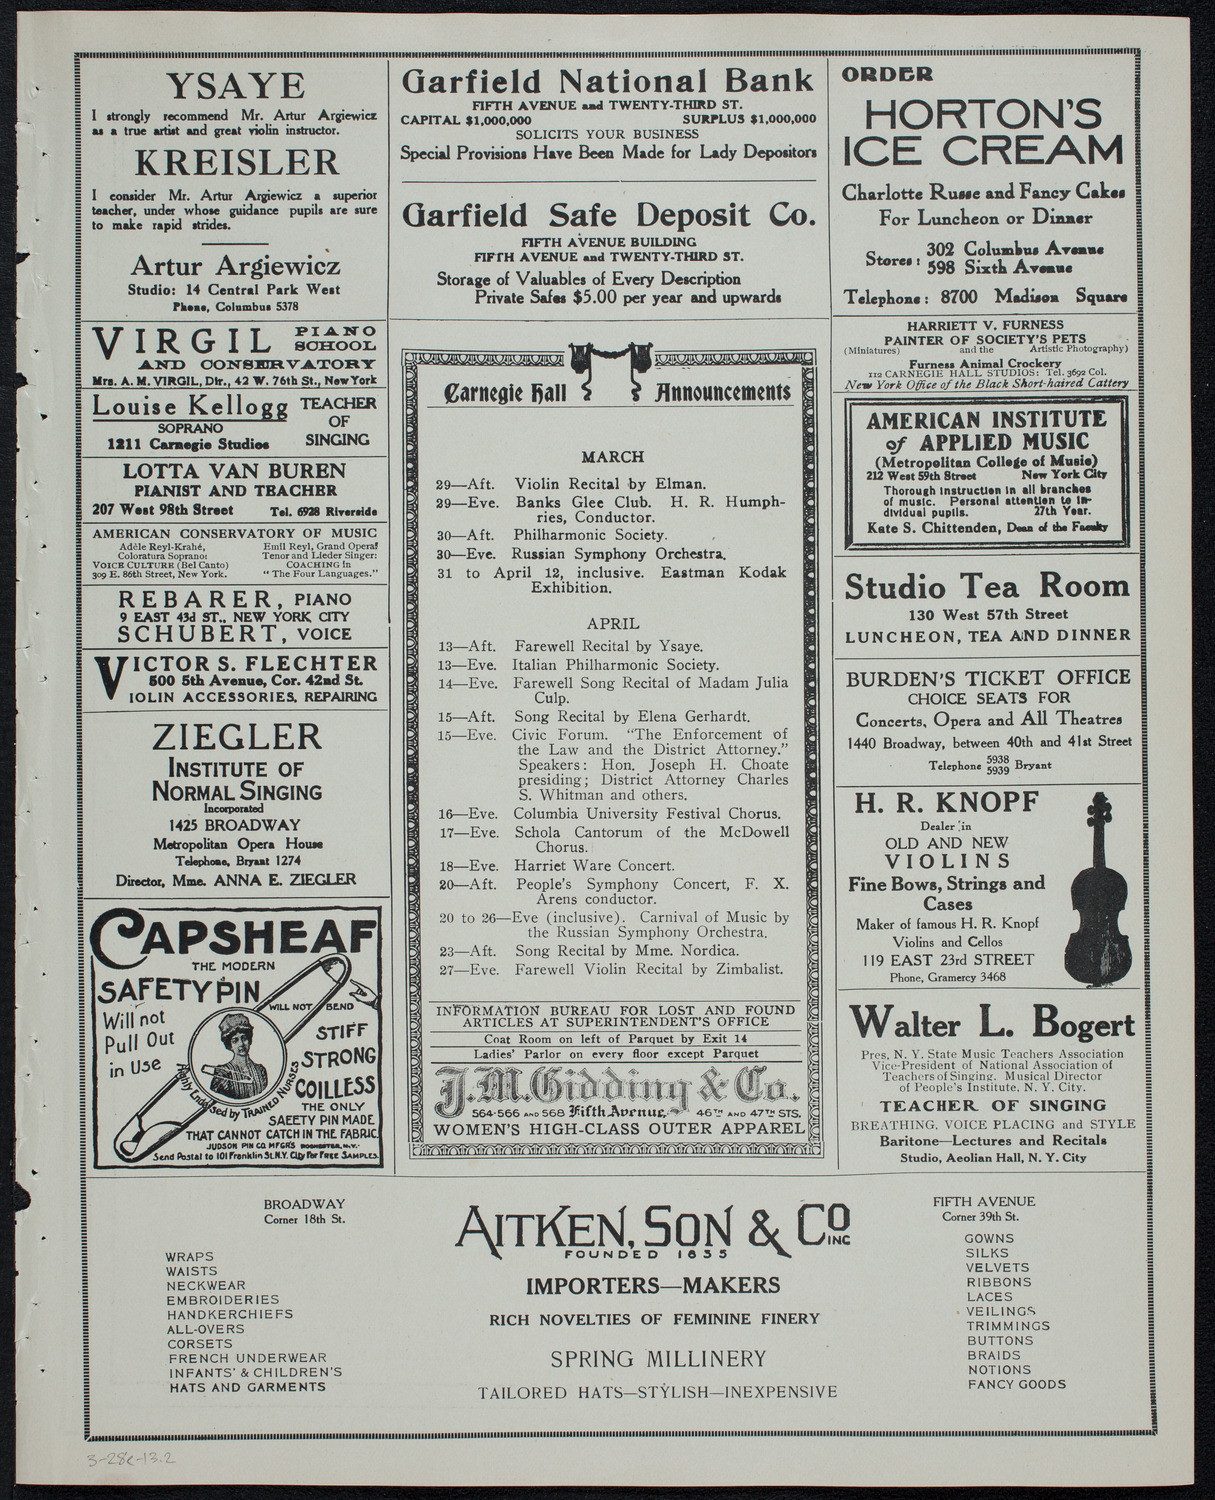 YSAYE
I strongly recommend Mr. Artur Argiewicz
as a true artist and great violin instructor.
KREISLER
I consider Mr. Artur Argiewicz a superior
teacher, under whose guidance pupils are sure
to make rapid strides.
Artur Argiewicz
Studio: 14 Central Park West
Phone, Columbus 5378
VIRGIL PIANO SCHOOL
AND CONSERVATORY
Mrs. A. M. VIRGIL, Dir., 42 W. 76th St., New York
Louise Kellogg TEACHER
SOPRANO OF
1211 Carnegie Studios SINGING
LOTTA VAN BUREN
PIANIST AND TEACHER
207 West 98th Street Tel. 6928 Riverside
AMERICAN CONSERVATORY OF MUSIC
Adèle Reyl-Krahé, Emil Reyl, Grand Opera
Coloratura Soprano: Tenor and Lieder Singer:
VOICE CULTURE (Bel Canto) COACHING in
309 E. 86th Street, New York. "The Four Languages."
REBARER, PIANO
9 EAST 43d ST., NEW YORK CITY
SCHUBERT, VOICE
VICTOR S. FLECHTER
500 5th Avenue, Cor. 42nd St.
VIOLIN ACCESSORIES, REPAIRING
ZIEGLER
INSTITUTE OF
NORMAL SINGING
Incorporated
1425 BROADWAY
Metropolitan Opera House
Telephone, Bryant 1274
Director, Mme. ANNA E. ZIEGLER
CAPSHEAF
THE MODERN
SAFETY PIN
WILL NOT BEND
Will not
Pull Out
in Use
STIFF
STRONG
COILLESS
Highly Endorsed by TRAINED NURSES
THE ONLY
SAFETY PIN MADE
THAT CANNOT CATCH IN THE FABRIC.
JUDSON PIN CO. MFGR'S ROCHESTER, N.Y.
Send Postal to 101 Franklin St. N.Y. City for FREE SAMPLES.
Garfield National Bank
FIFTH AVENUE and TWENTY-THIRD ST.
CAPITAL $1,000,000 SURPLUS $1,000,000
SOLICITS YOUR BUSINESS
Special Provisions Have Been Made for Lady Depositors
Garfield Safe Deposit Co.
FIFTH AVENUE BUILDING
FIFTH AVENUE and TWENTY-THIRD ST.
Storage of Valuables of Every Description
Private Safes $5.00 per year and upwards
Carnegie Hall Announcements
MARCH
29—Aft. Violin Recital by Elman.
29—Eve. Banks Glee Club. H. R. Humph-
ries, Conductor.
30—Aft. Philharmonic Society.
30—Eve. Russian Symphony Orchestra.
31 to April 12, inclusive. Eastman Kodak
Exhibition.
APRIL
13—Aft. Farewell Recital by Ysaye.
13—Eve. Italian Philharmonic Society.
14—Eve. Farewell Song Recital of Madam Julia
Culp.
15—Aft. Song Recital by Elena Gerhardt.
15—Eve. Civic Forum. "The Enforcement of
the Law and the District Attorney."
Speakers: Hon. Joseph H. Choate
presiding; District Attorney Charles
S. Whitman and others.
16—Eve. Columbia University Festival Chorus.
17—Eve. Schola Cantorum of the McDowell
Chorus.
18—Eve. Harriet Ware Concert.
20—Aft. People's Symphony Concert, F. X.
Arens conductor.
20 to 26—Eve (inclusive). Carnival of Music by
the Russian Symphony Orchestra.
23—Aft. Song Recital by Mme. Nordica.
27—Eve. Farewell Violin Recital by Zimbalist.
INFORMATION BUREAU FOR LOST AND FOUND
ARTICLES AT SUPERINTENDENT'S OFFICE
Coat Room on left of Parquet by Exit 14
Ladies' Parlor on every floor except Parquet
J.M. Gidding & Co.
564-566 AND 568 Fifth Avenue, 46TH AND 47TH STS.
WOMEN'S HIGH-CLASS OUTER APPAREL
ORDER
HORTON'S
ICE CREAM
Charlotte Russe and Fancy Cakes
For Luncheon or Dinner
Stores: 302 Columbus Avenue
598 Sixth Avenue
Telephone: 8700 Madison Square
HARRIETT V. FURNESS
PAINTER OF SOCIETY'S PETS
(Miniatures) and the Artistic Photography)
Furness Animal Crockery
112 CARNEGIE HALL STUDIOS: Tel. 3692 Col.
New York Office of the Black Short-haired Cattery
AMERICAN INSTITUTE
of APPLIED MUSIC
(Metropolitan College of Music)
212 West 59th Street New York City
Thorough instruction in all branches
of music. Personal attention to in-
dividual pupils. 27th Year.
Kate S. Chittenden, Dean of the Faculty
Studio Tea Room
130 West 57th Street
LUNCHEON, TEA AND DINNER
BURDEN'S TICKET OFFICE
CHOICE SEATS FOR
Concerts, Opera and All Theatres
1440 Broadway, between 40th and 41st Street
Telephone 5938 5939 Bryant
H. R. KNOPF
Dealer in
OLD AND NEW
VIOLINS
Fine Bows, Strings and
Cases
Maker of famous H. R. Knopf
Violins and Cellos
119 EAST 23rd STREET
Phone, Gramercy 3468
Walter L. Bogert
Pres. N. Y. State Music Teachers Association
Vice-President of National Association of
Teachers of Singing. Musical Director
of People's Institute, N. Y. City.
TEACHER OF SINGING
BREATHING, VOICE PLACING and STYLE
Baritone—Lectures and Recitals
Studio, Aeolian Hall, N. Y. City
BROADWAY
Corner 18th St.
WRAPS
WAISTS
NECKWEAR
EMBROIDERIES
HANDKERCHIEFS
ALL-OVERS
CORSETS
FRENCH UNDERWEAR
INFANTS' & CHILDREN'S
HATS AND GARMENTS
AITKEN, SON & CO INC
FOUNDED 1835
IMPORTERS—MAKERS
RICH NOVELTIES OF FEMININE FINERY
SPRING MILLINERY
TAILORED HATS—STYLISH—INEXPENSIVE
FIFTH AVENUE
Corner 39th St.
GOWNS
SILKS
VELVETS
RIBBONS
LACES
VEILINGS
TRIMMINGS
BUTTONS
BRAIDS
NOTIONS
FANCY GOODS
3-28e-13.2